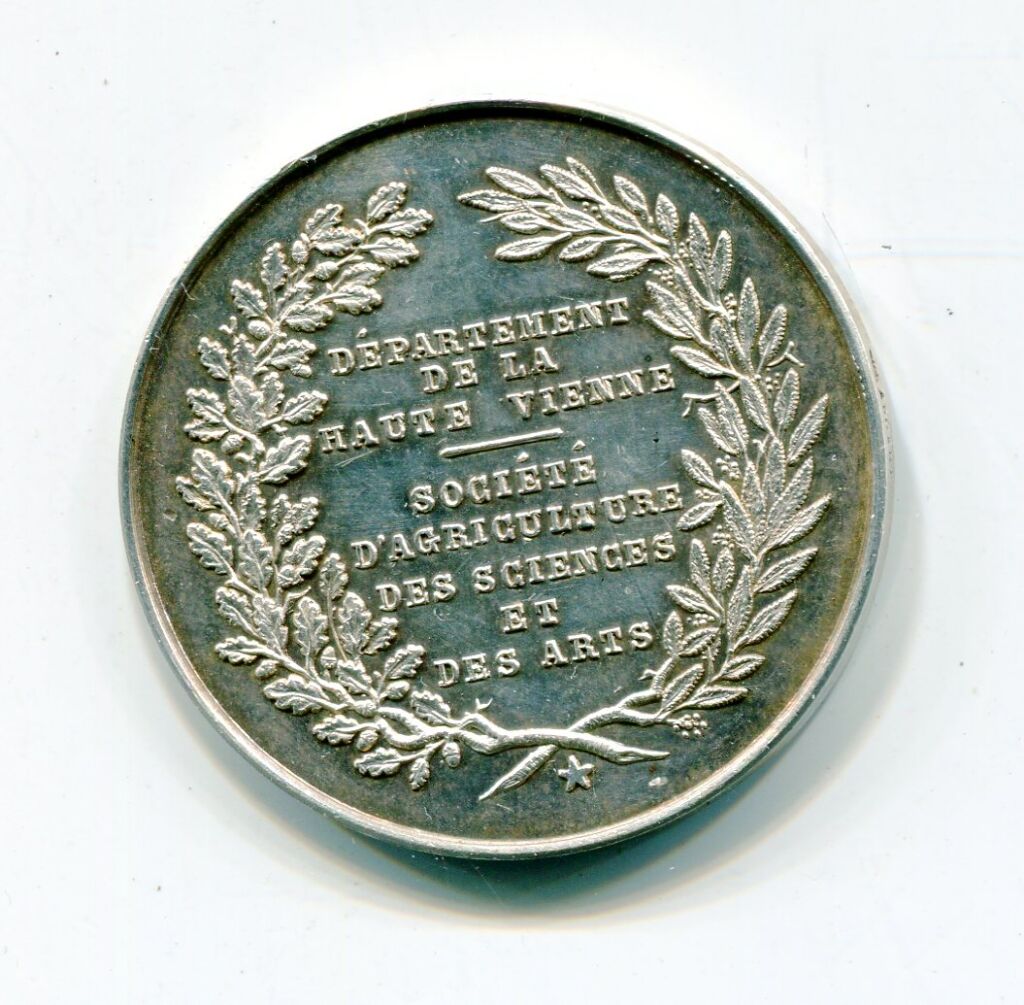 DÉPARTEMENT
DE LA
HAUTE VIENNE
SOCIÉTÉ
D'AGRICULTURE
DES SCIENCES
ET
DES ARTS